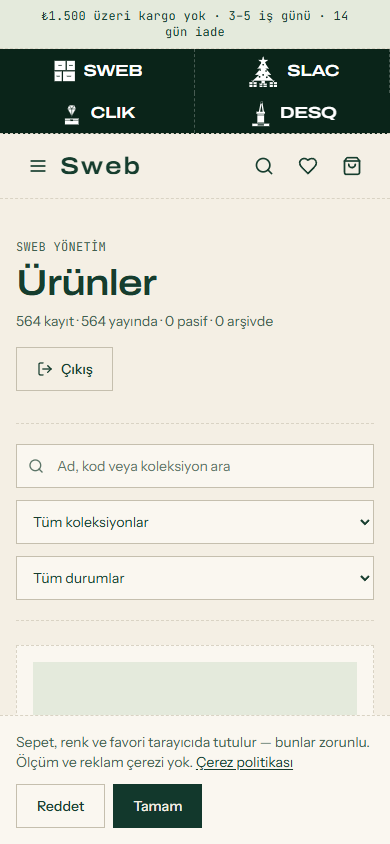 ₺1.500 üzeri kargo yok · 3–5 iş günü · 14
gün iade
SWEB
SLAC
CLIK
DESQ
Sweb
SWEB YÖNETİM
Ürünler
564 kayıt · 564 yayında · 0 pasif · 0 arşivde
Çıkış
Ad, kod veya koleksiyon ara
Tüm koleksiyonlar
Tüm durumlar
Sepet, renk ve favori tarayıcıda tutulur — bunlar zorunlu.
Ölçüm ve reklam çerezi yok. Çerez politikası
Reddet
Tamam